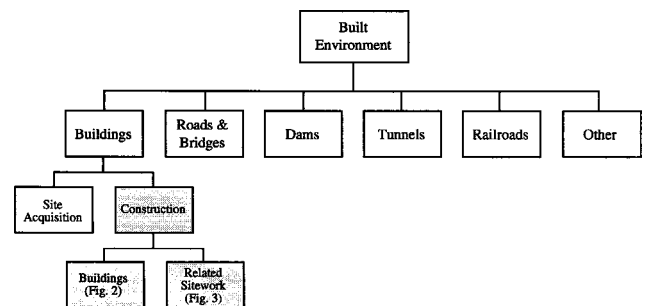 Built
Environment
Buildings
Roads &
Bridges
Dams
Tunnels
Railroads
Other
Site
Acquisition
Construction
Buildings
(Fig. 2)
Related
Sitework
(Fig. 3)